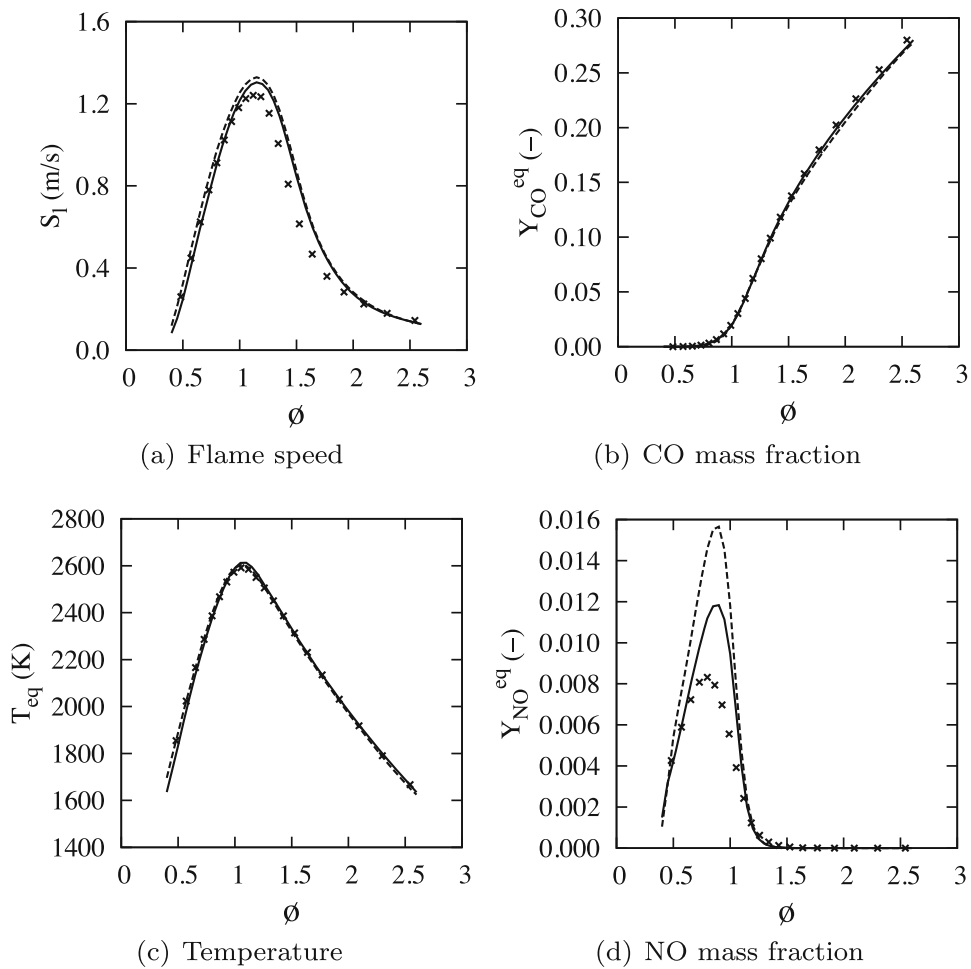 1.6
1.2
0.8
0.4
0.0
S_l (m/s)
0 0.5 1 1.5 2 2.5 3
ø
(a) Flame speed
0.30
0.25
0.20
0.15
0.10
0.05
0.00
Y_CO^eq (–)
0 0.5 1 1.5 2 2.5 3
ø
(b) CO mass fraction
2800
2600
2400
2200
2000
1800
1600
1400
T_eq (K)
0 0.5 1 1.5 2 2.5 3
ø
(c) Temperature
0.016
0.014
0.012
0.010
0.008
0.006
0.004
0.002
0.000
Y_NO^eq (–)
0 0.5 1 1.5 2 2.5 3
ø
(d) NO mass fraction